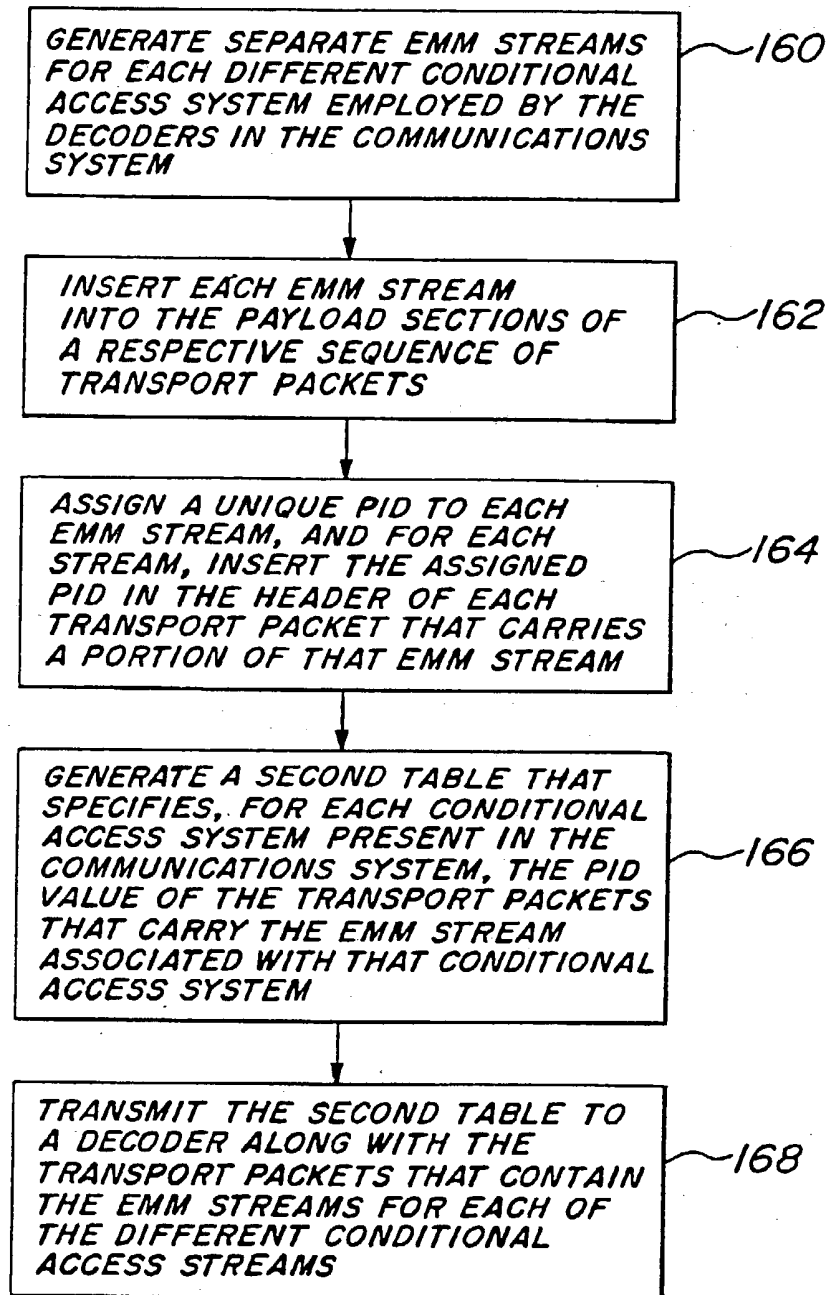 GENERATE SEPARATE EMM STREAMS
FOR EACH DIFFERENT CONDITIONAL
ACCESS SYSTEM EMPLOYED BY THE
DECODERS IN THE COMMUNICATIONS
SYSTEM
160
INSERT EACH EMM STREAM
INTO THE PAYLOAD SECTIONS OF
A RESPECTIVE SEQUENCE OF
TRANSPORT PACKETS
162
ASSIGN A UNIQUE PID TO EACH
EMM STREAM, AND FOR EACH
STREAM, INSERT THE ASSIGNED
PID IN THE HEADER OF EACH
TRANSPORT PACKET THAT CARRIES
A PORTION OF THAT EMM STREAM
164
GENERATE A SECOND TABLE THAT
SPECIFIES, FOR EACH CONDITIONAL
ACCESS SYSTEM PRESENT IN THE
COMMUNICATIONS SYSTEM, THE PID
VALUE OF THE TRANSPORT PACKETS
THAT CARRY THE EMM STREAM
ASSOCIATED WITH THAT CONDITIONAL
ACCESS SYSTEM
166
TRANSMIT THE SECOND TABLE TO
A DECODER ALONG WITH THE
TRANSPORT PACKETS THAT CONTAIN
THE EMM STREAMS FOR EACH OF
THE DIFFERENT CONDITIONAL
ACCESS STREAMS
168